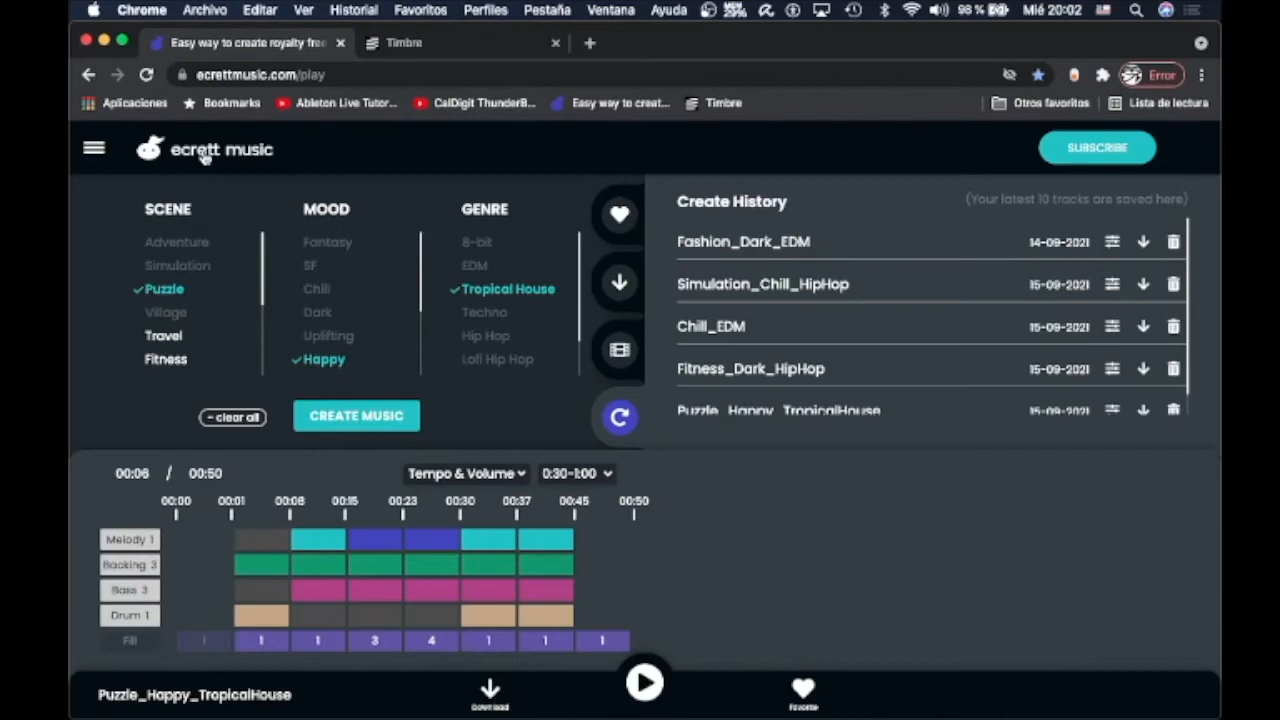 Chrome Archivo Editar Ver Historial Favoritos Perfiles Pestaña Ventana Ayuda 98 % Mié 20:02
Easy way to create royalty free Timbre
ecrettmusic.com/play Error
Aplicaciones Bookmarks Ableton Live Tutor... CalDigit ThunderB... Easy way to creat... Timbre Otros favoritos Lista de lectura
ecrett music SUBSCRIBE
SCENE MOOD GENRE
Adventure Fantasy 8-bit
Simulation SF EDM
Puzzle Chill Tropical House
Village Dark Techno
Travel Uplifting Hip Hop
Fitness Happy Lofi Hip Hop
- clear all CREATE MUSIC
Create History (Your latest 10 tracks are saved here)
Fashion_Dark_EDM 14-09-2021
Simulation_Chill_HipHop 15-09-2021
Chill_EDM 15-09-2021
Fitness_Dark_HipHop 15-09-2021
Puzzle_Happy_TropicalHouse 15-09-2021
00:06 / 00:50 Tempo & Volume 0:30-1:00
00:00 00:01 00:08 00:15 00:23 00:30 00:37 00:45 00:50
Melody 1
Backing 3
Bass 3
Drum 1
Fill 1 1 1 3 4 1 1 1
Puzzle_Happy_TropicalHouse Download Favorite